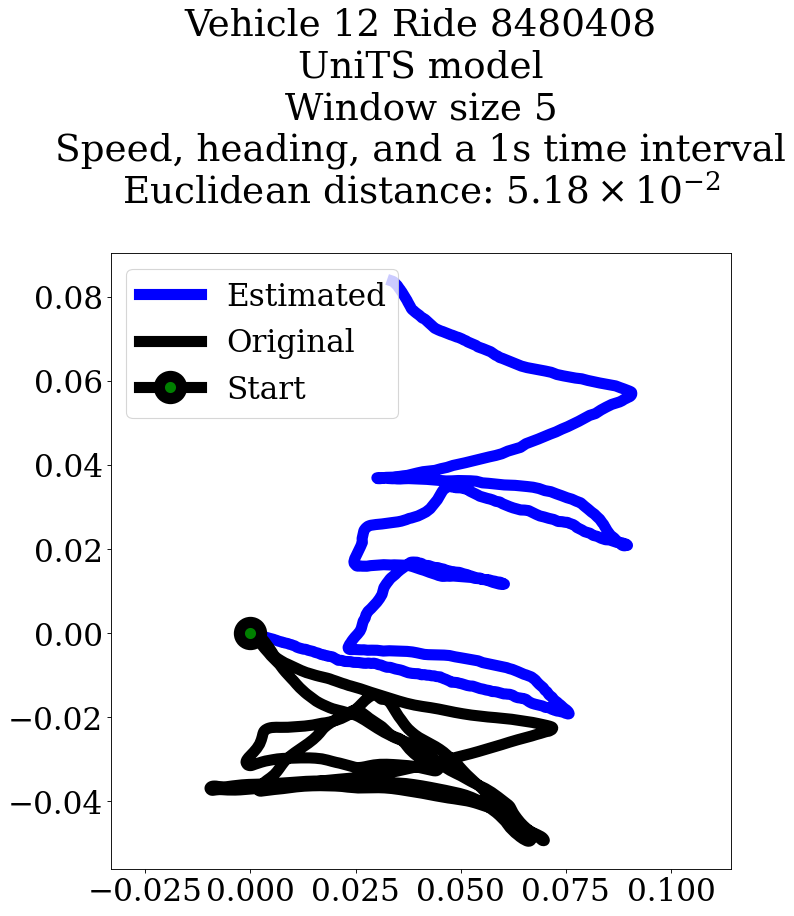 Vehicle 12 Ride 8480408
UniTS model
Window size 5
Speed, heading, and a 1s time interval
Euclidean distance: 5.18 × 10⁻²
Estimated
Original
Start
0.08
0.06
0.04
0.02
0.00
−0.02
−0.04
−0.025 0.000 0.025 0.050 0.075 0.100